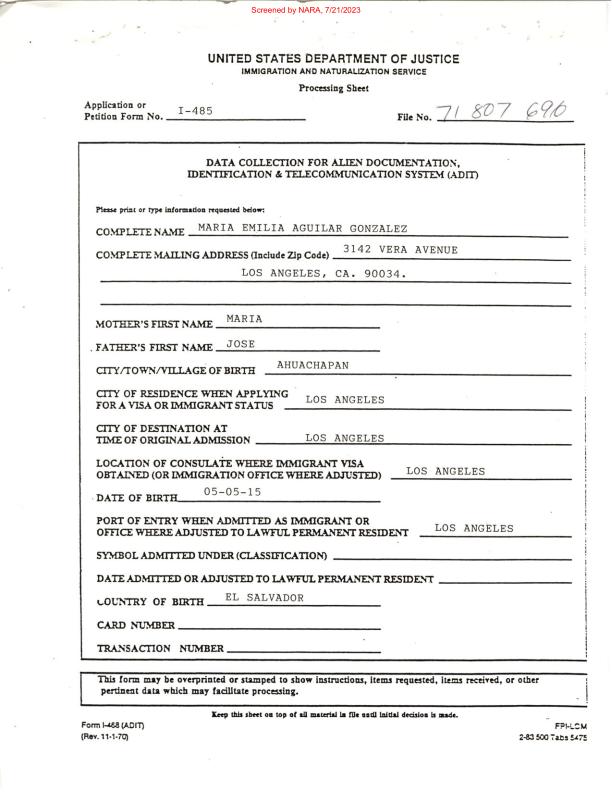 Screened by NARA, 7/21/2023
UNITED STATES DEPARTMENT OF JUSTICE
IMMIGRATION AND NATURALIZATION SERVICE
Processing Sheet
Application or
Petition Form No. I-485
File No. 71 807 690
DATA COLLECTION FOR ALIEN DOCUMENTATION,
IDENTIFICATION & TELECOMMUNICATION SYSTEM (ADIT)
Please print or type information requested below:
COMPLETE NAME MARIA EMILIA AGUILAR GONZALEZ
COMPLETE MAILING ADDRESS (Include Zip Code) 3142 VERA AVENUE
LOS ANGELES, CA. 90034.
MOTHER'S FIRST NAME MARIA
FATHER'S FIRST NAME JOSE
CITY/TOWN/VILLAGE OF BIRTH AHUACHAPAN
CITY OF RESIDENCE WHEN APPLYING
FOR A VISA OR IMMIGRANT STATUS LOS ANGELES
CITY OF DESTINATION AT
TIME OF ORIGINAL ADMISSION LOS ANGELES
LOCATION OF CONSULATE WHERE IMMIGRANT VISA
OBTAINED (OR IMMIGRATION OFFICE WHERE ADJUSTED) LOS ANGELES
DATE OF BIRTH 05-05-15
PORT OF ENTRY WHEN ADMITTED AS IMMIGRANT OR
OFFICE WHERE ADJUSTED TO LAWFUL PERMANENT RESIDENT LOS ANGELES
SYMBOL ADMITTED UNDER (CLASSIFICATION)
DATE ADMITTED OR ADJUSTED TO LAWFUL PERMANENT RESIDENT
COUNTRY OF BIRTH EL SALVADOR
CARD NUMBER
TRANSACTION NUMBER
This form may be overprinted or stamped to show instructions, items requested, items received, or other
pertinent data which may facilitate processing.
Keep this sheet on top of all material in file until initial decision is made.
Form I-468 (ADIT)
(Rev. 11-1-70)
FPI-LCM
2-83 500 Tabs 5475